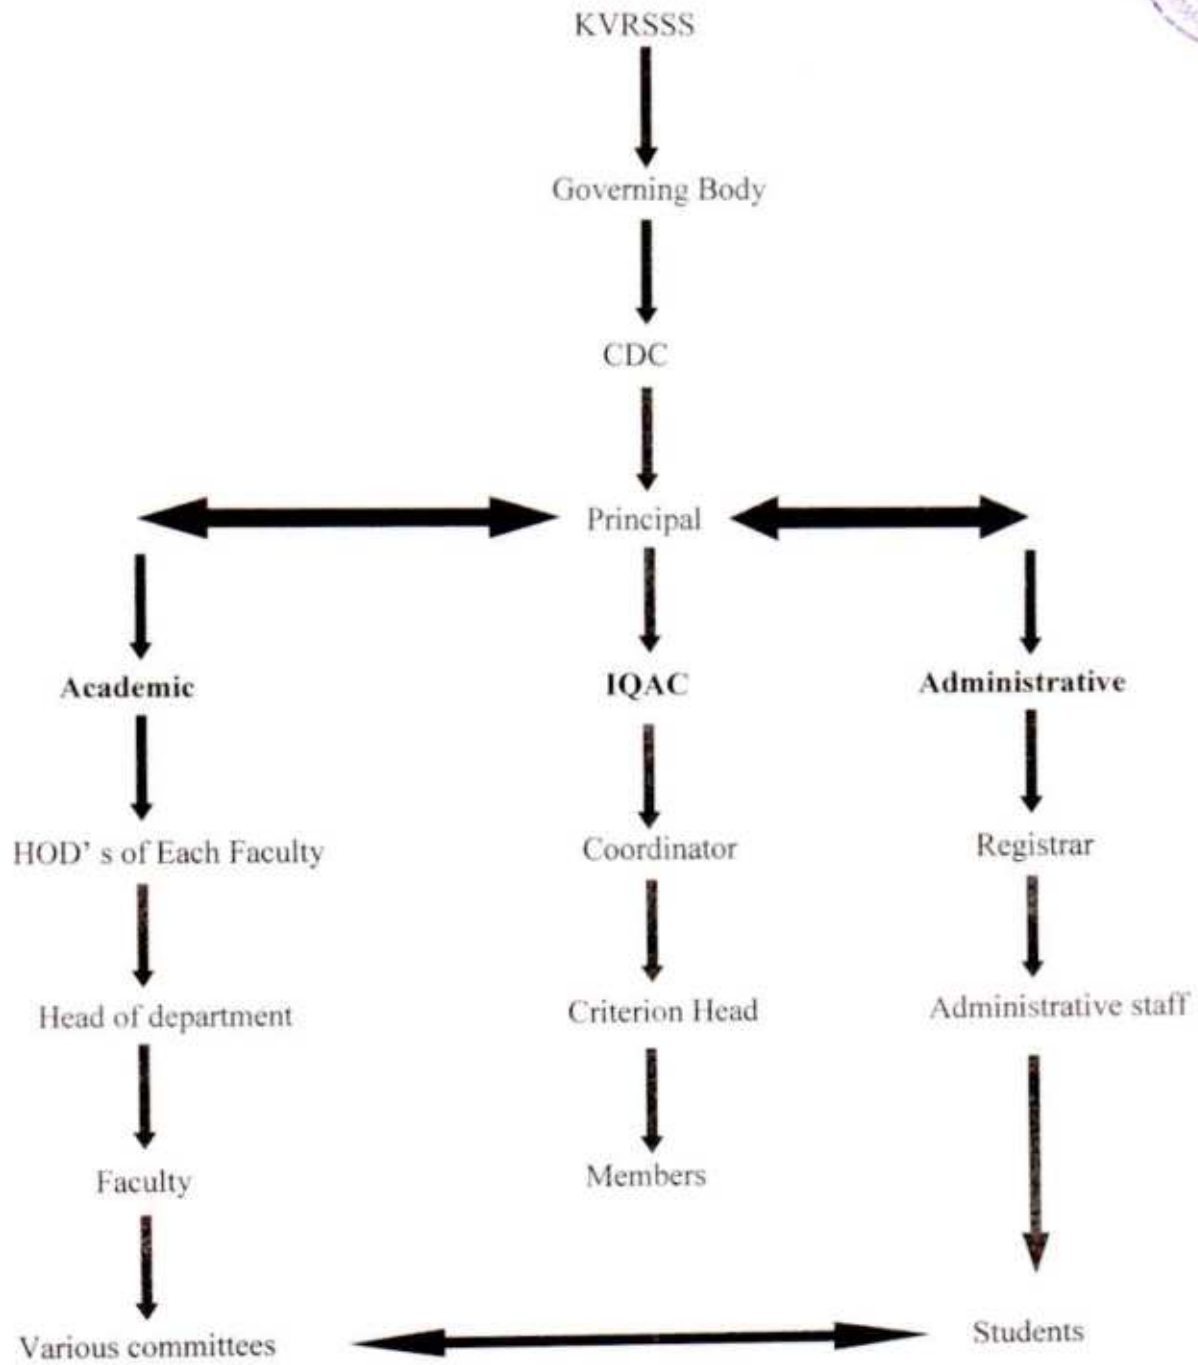 KVRSSS
Governing Body
CDC
Principal
Academic
IQAC
Administrative
HOD' s of Each Faculty
Coordinator
Registrar
Head of department
Criterion Head
Administrative staff
Faculty
Members
Various committees
Students